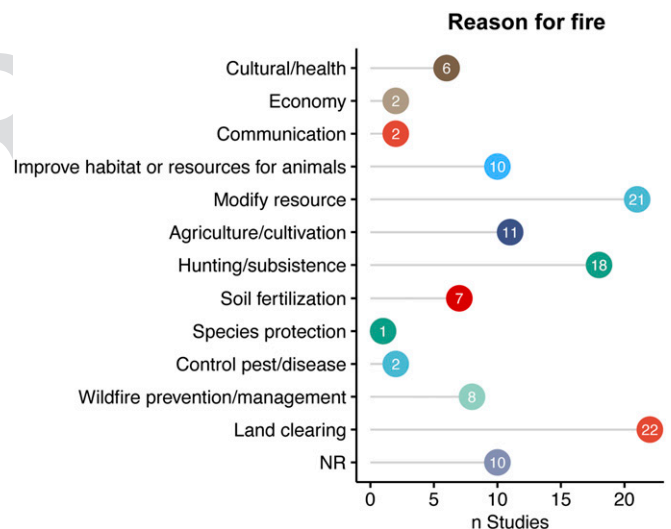 Reason for fire
Cultural/health 6
Economy 2
Communication 2
Improve habitat or resources for animals 10
Modify resource 21
Agriculture/cultivation 11
Hunting/subsistence 18
Soil fertilization 7
Species protection 1
Control pest/disease 2
Wildfire prevention/management 8
Land clearing 22
NR 10
0 5 10 15 20
n Studies